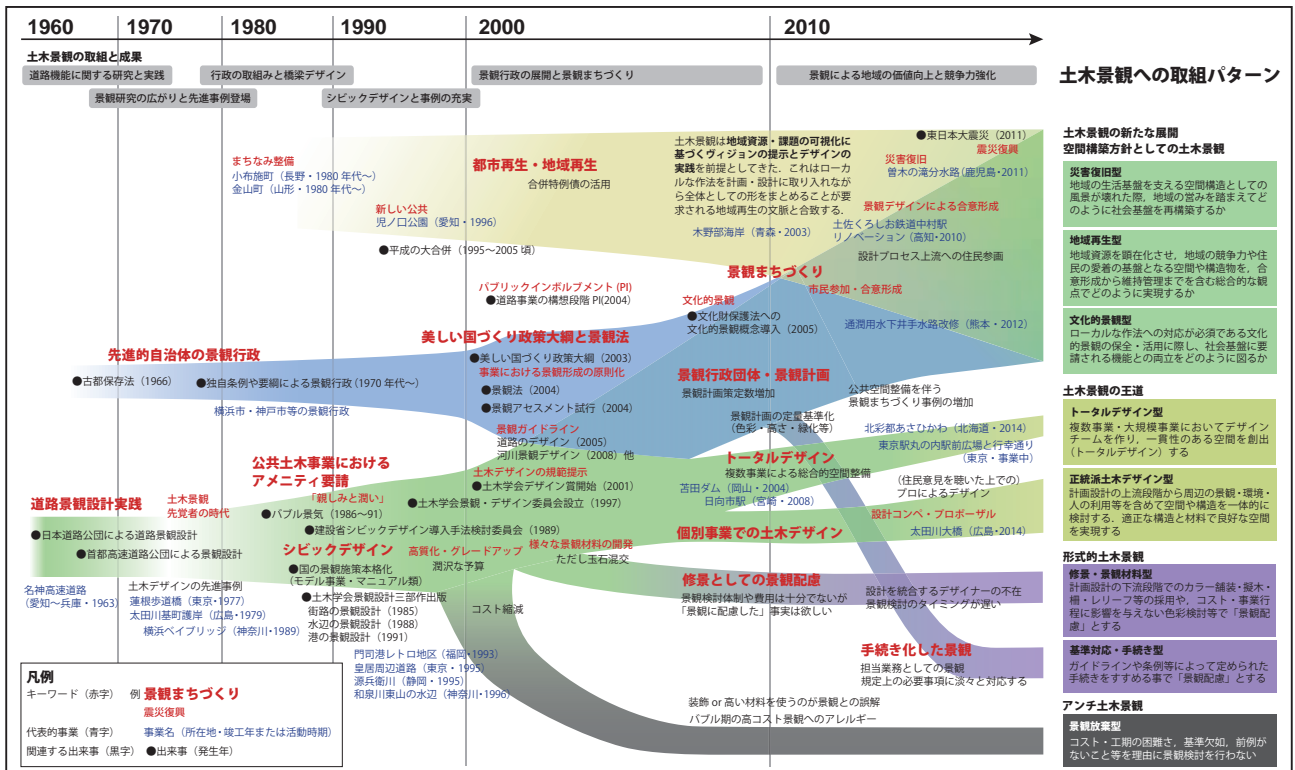 1960
1970
1980
1990
2000
2010
土木景観の取組と成果
道路機能に関する研究と実践
行政の取組みと橋梁デザイン
景観行政の展開と景観まちづくり
景観による地域の価値向上と競争力強化
景観研究の広がりと先進事例登場
シビックデザインと事例の充実
土木景観への取組パターン
まちなみ整備
小布施町（長野・1980 年代〜）
金山町（山形・1980 年代〜）
都市再生・地域再生
合併特例債の活用
新しい公共
児ノ口公園（愛知・1996）
●平成の大合併（1995〜2005 頃）
土木景観は地域資源・課題の可視化に
基づくヴィジョンの提示とデザインの
実践を前提としてきた．これはローカ
ルな作法を計画・設計に取り入れながら
全体としての形をまとめることが要
求される地域再生の文脈と合致する．
木野部海岸（青森・2003）
●東日本大震災（2011）
震災復興
災害復旧
曽木の滝分水路（鹿児島・2011）
景観デザインによる合意形成
土佐くろしお鉄道中村駅
リノベーション（高知・2010）
設計プロセス上流への住民参画
景観まちづくり
市民参加・合意形成
パブリックインボルブメント (PI)
●道路事業の構想段階 PI(2004)
文化的景観
●文化財保護法への
文化的景観概念導入（2005）
通潤用水下井手水路改修（熊本・2012）
先進的自治体の景観行政
●古都保存法（1966）
●独自条例や要綱による景観行政（1970 年代〜）
横浜市・神戸市等の景観行政
美しい国づくり政策大綱と景観法
●美しい国づくり政策大綱（2003）
事業における景観形成の原則化
●景観法（2004）
●景観アセスメント試行（2004）
景観ガイドライン
道路のデザイン（2005）
河川景観デザイン（2008）他
景観行政団体・景観計画
景観計画策定数増加
景観計画の定量基準化
（色彩・高さ・緑化等）
公共空間整備を伴う
景観まちづくり事例の増加
北彩都あさひかわ（北海道・2014）
東京駅丸の内駅前広場と行幸通り
（東京・事業中）
トータルデザイン
複数事業による総合的空間整備
苫田ダム（岡山・2004）
日向市駅（宮崎・2008）
（住民意見を聴いた上での）
プロによるデザイン
設計コンペ・プロポーザル
太田川大橋（広島・2014）
個別事業での土木デザイン
公共土木事業における
アメニティ要請
「親しみと潤い」
●バブル景気（1986〜91）
土木デザインの規範提示
●土木学会デザイン賞開始（2001）
●土木学会景観・デザイン委員会設立（1997）
●建設省シビックデザイン導入手法検討委員会（1989）
道路景観設計実践
土木景観
先覚者の時代
●日本道路公団による道路景観設計
●首都高速道路公団による景観設計
名神高速道路
（愛知〜兵庫・1963）
土木デザインの先進事例
蓮根歩道橋（東京・1977）
太田川基町護岸（広島・1979）
横浜ベイブリッジ（神奈川・1989）
シビックデザイン
●国の景観施策本格化
（モデル事業・マニュアル類）
●土木学会景観設計三部作出版
街路の景観設計（1985）
水辺の景観設計（1988）
港の景観設計（1991）
高質化・グレードアップ
潤沢な予算
様々な景観材料の開発
ただし玉石混交
コスト縮減
門司港レトロ地区（福岡・1993）
皇居周辺道路（東京・1995）
源兵衛川（静岡・1995）
和泉川東山の水辺（神奈川・1996）
修景としての景観配慮
景観検討体制や費用は十分でないが
「景観に配慮した」事実は欲しい
設計を統合するデザイナーの不在
景観検討のタイミングが遅い
手続き化した景観
担当業務としての景観
規定上の必要事項に淡々と対応する
装飾 or 高い材料を使うのが景観との誤解
バブル期の高コスト景観へのアレルギー
凡例
キーワード（赤字） 例 景観まちづくり
震災復興
代表的事業（青字） 事業名（所在地・竣工年または活動時期）
関連する出来事（黒字） ●出来事（発生年）
土木景観の新たな展開
空間構築方針としての土木景観
災害復旧型
地域の生活基盤を支える空間構造としての
風景が壊れた際，地域の営みを踏まえてど
のように社会基盤を再構築するか
地域再生型
地域資源を顕在化させ，地域の競争力や住
民の愛着の基盤となる空間や構造物を，合
意形成から維持管理までを含む総合的な観
点でどのように実現するか
文化的景観型
ローカルな作法への対応が必須である文化
的景観の保全・活用に際し，社会基盤に要
請される機能との両立をどのように図るか
土木景観の王道
トータルデザイン型
複数事業・大規模事業においてデザイン
チームを作り，一貫性のある空間を創出
（トータルデザイン）する
正統派土木デザイン型
計画設計の上流段階から周辺の景観・環境・
人の利用等を含めて空間や構造を一体的に
検討する．適正な構造と材料で良好な空間
を実現する
形式的土木景観
修景・景観材料型
計画設計の下流段階でのカラー舗装・擬木・
柵・レリーフ等の採用や，コスト・事業行
程に影響を与えない色彩検討等で「景観配
慮」とする
基準対応・手続き型
ガイドラインや条例等によって定められた
手続きをすすめる事で「景観配慮」とする
アンチ土木景観
景観放棄型
コスト・工期の困難さ，基準欠如，前例が
ないこと等を理由に景観検討を行わない